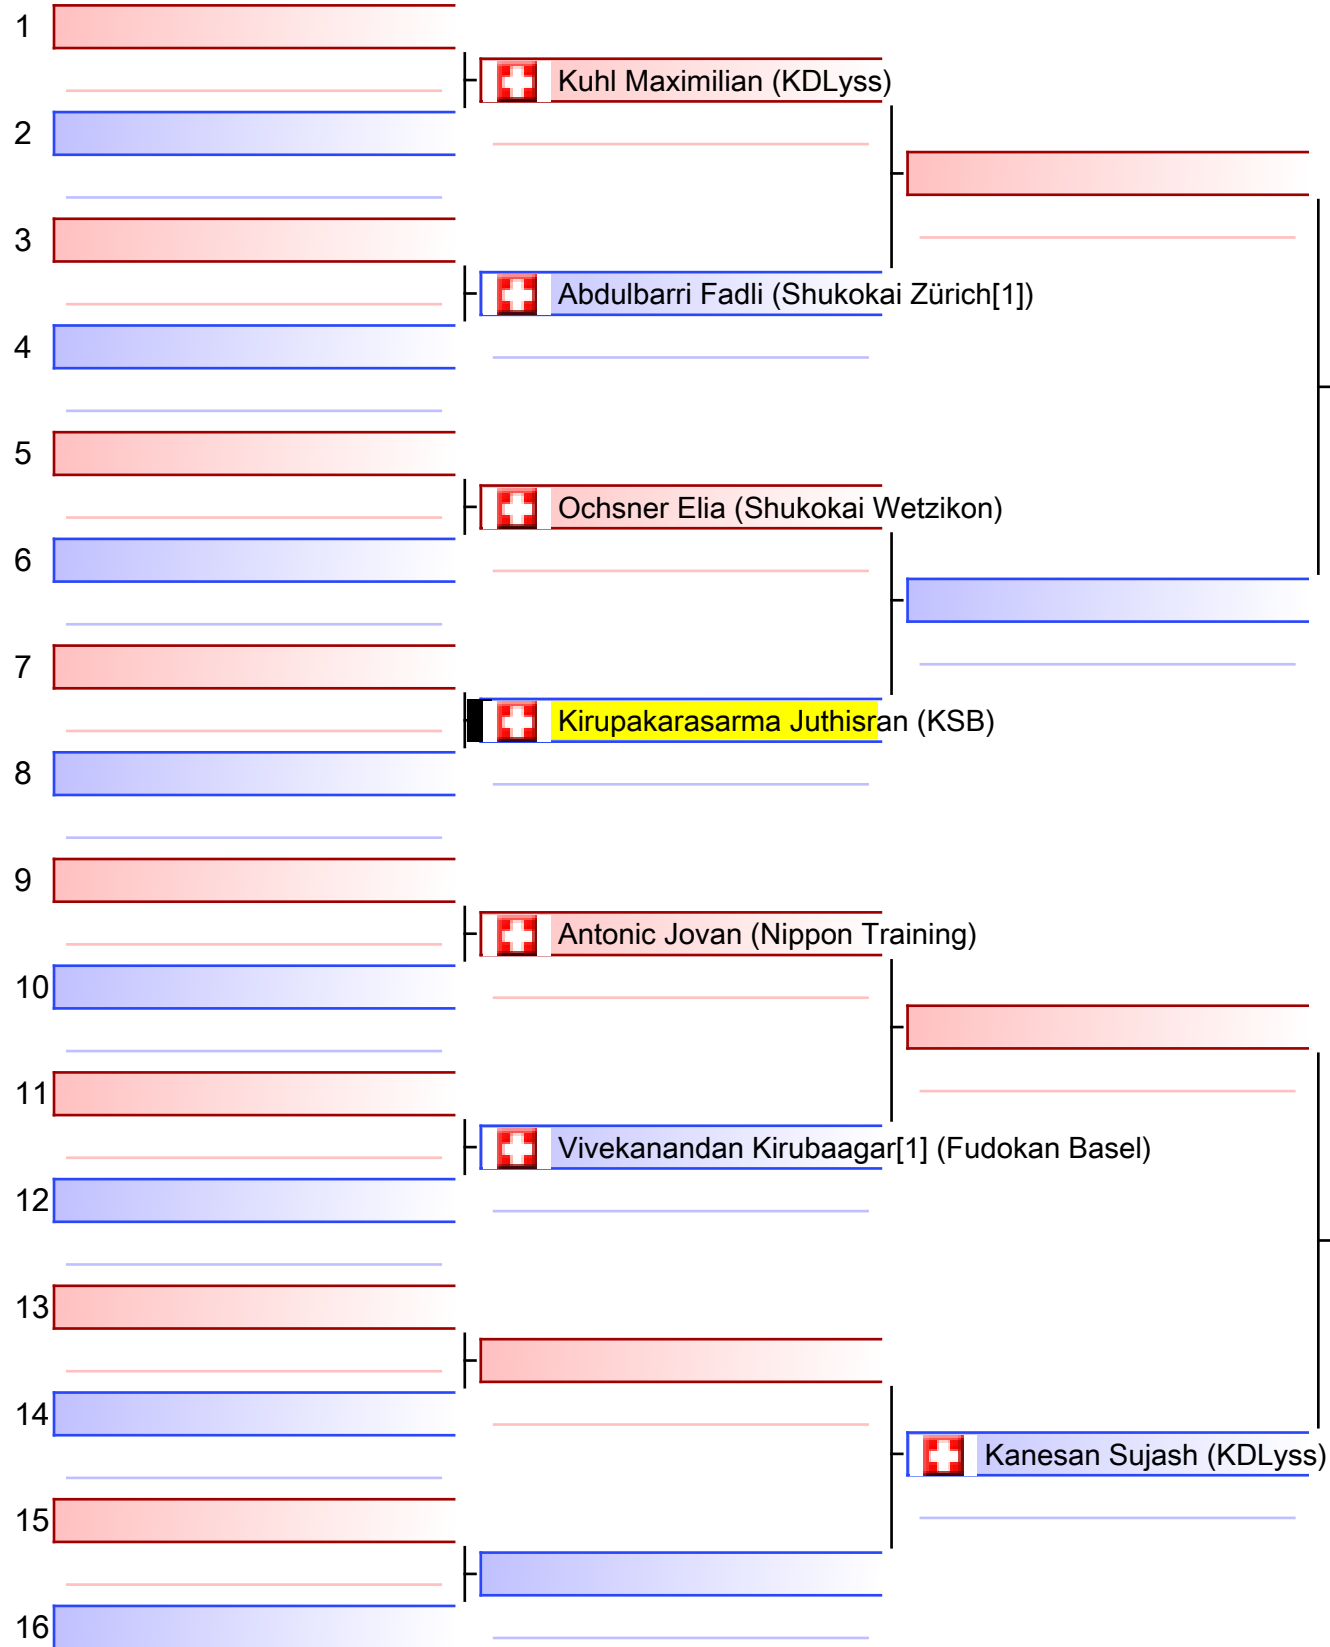 1
Kuhl Maximilian (KDLyss)
2
3
Abdulbarri Fadli (Shukokai Zürich[1])
4
5
Ochsner Elia (Shukokai Wetzikon)
6
7
Kirupakarasarma Juthisran (KSB)
8
9
Antonic Jovan (Nippon Training)
10
11
Vivekanandan Kirubaagar[1] (Fudokan Basel)
12
13
14
Kanesan Sujash (KDLyss)
15
16